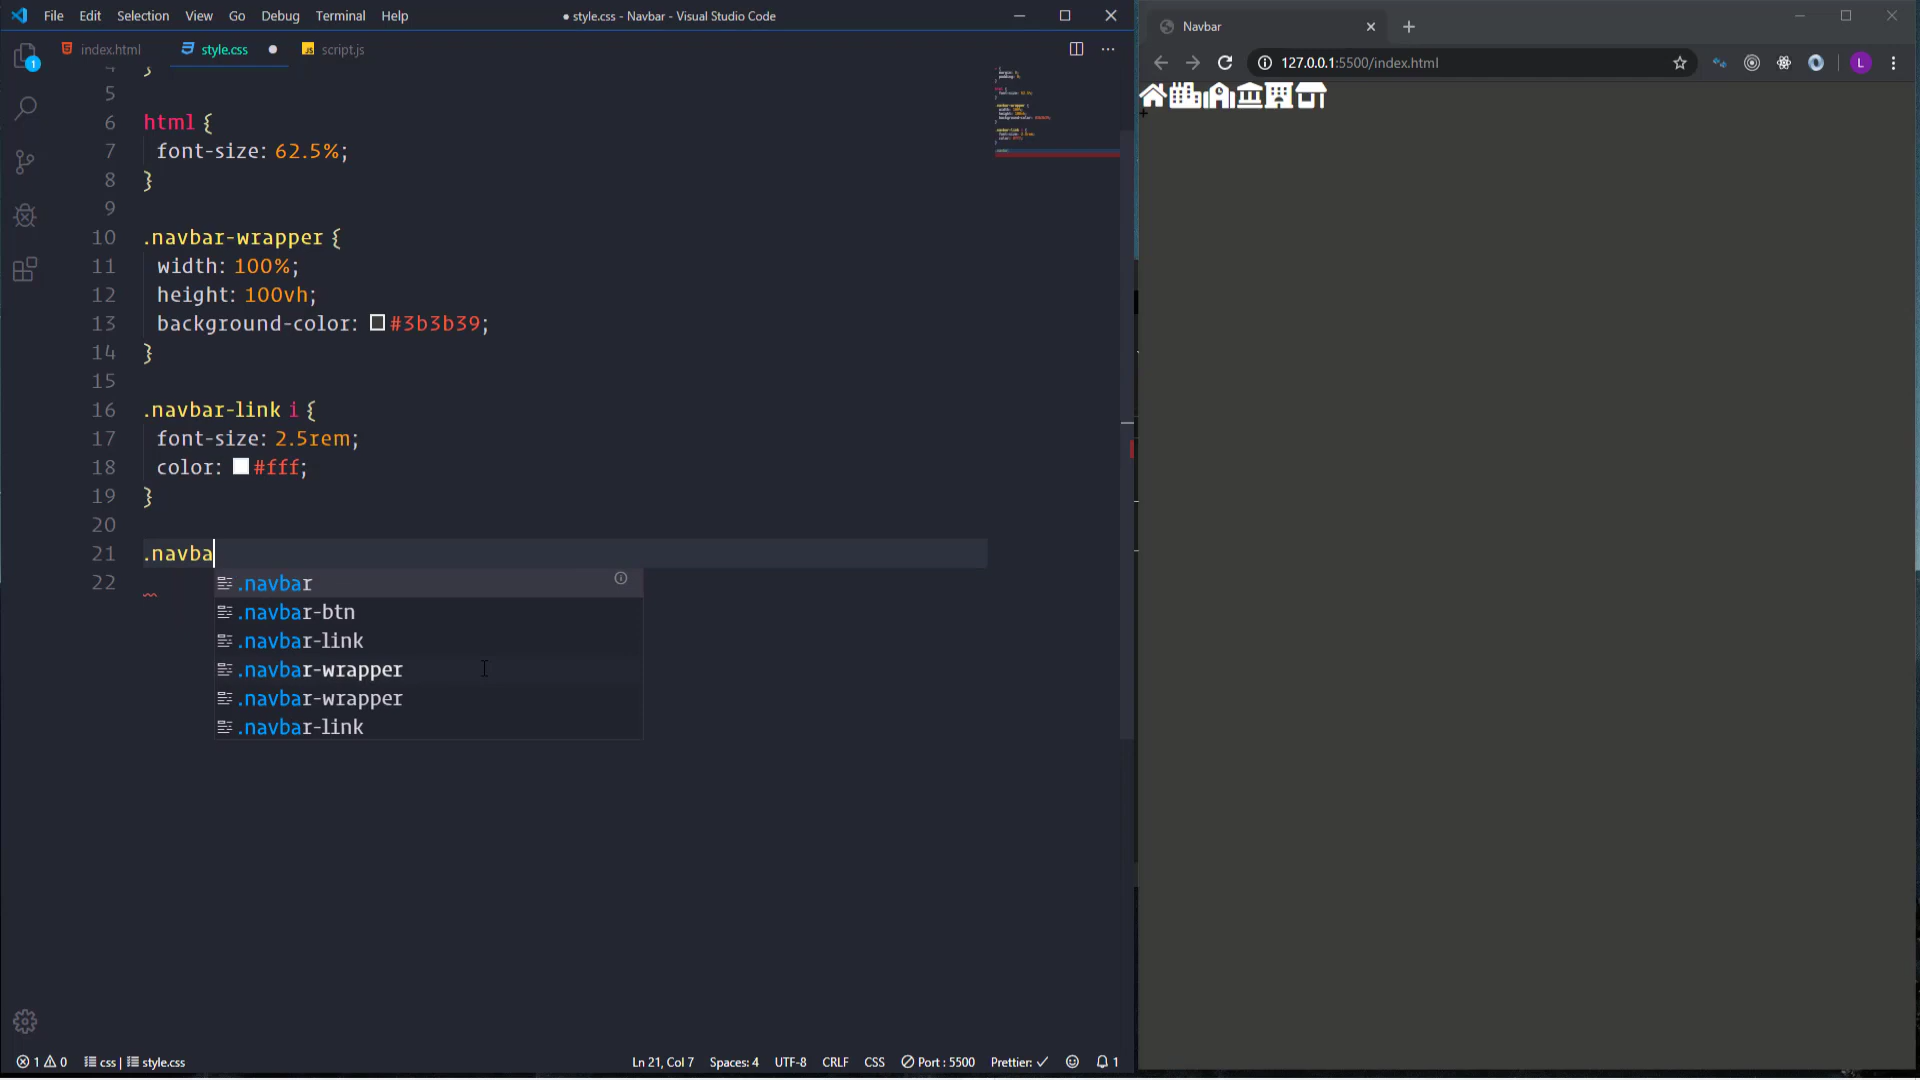 File Edit Selection View Go Debug Terminal Help
● style.css - Navbar - Visual Studio Code
index.html style.css ● script.js
Navbar
127.0.0.1:5500/index.html
L
1
4 }
5
6 html {
7 font-size: 62.5%;
8 }
9
10 .navbar-wrapper {
11 width: 100%;
12 height: 100vh;
13 background-color: #3b3b39;
14 }
15
16 .navbar-link i {
17 font-size: 2.5rem;
18 color: #fff;
19 }
20
21 .navba
22
.navbar
.navbar-btn
.navbar-link
.navbar-wrapper
.navbar-wrapper
.navbar-link
1 0 css | style.css
Ln 21, Col 7 Spaces: 4 UTF-8 CRLF CSS Port : 5500 Prettier: ✓ 1